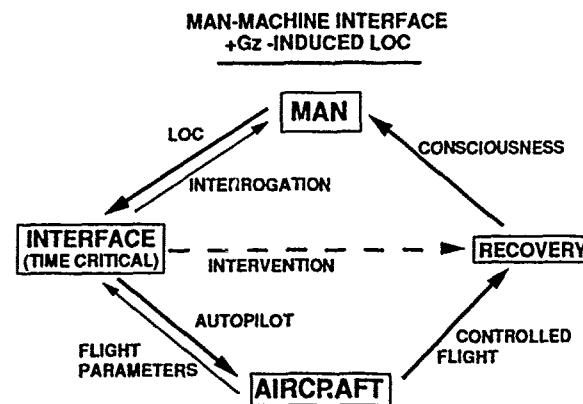 MAN-MACHINE INTERFACE
+Gz -INDUCED LOC
MAN
LOC
CONSCIOUSNESS
INTERROGATION
INTERFACE
(TIME CRITICAL)
RECOVERY
INTERVENTION
AUTOPILOT
CONTROLLED
FLIGHT
FLIGHT
PARAMETERS
AIRCRAFT